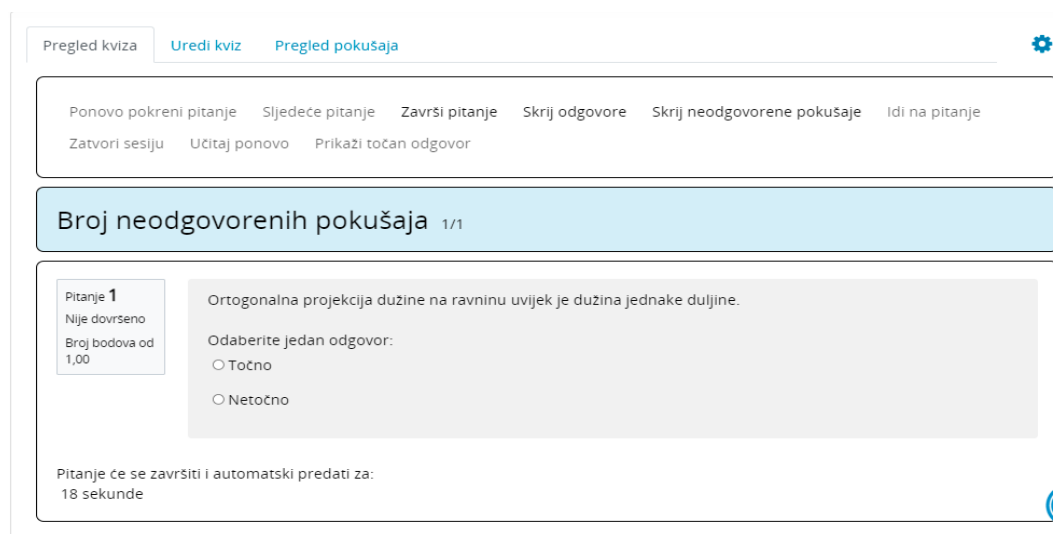 Pregled kviza Uredi kviz Pregled pokušaja
Ponovo pokreni pitanje Sljedeće pitanje Završi pitanje Skrij odgovore Skrij neodgovorene pokušaje Idi na pitanje
Zatvori sesiju Učitaj ponovo Prikaži točan odgovor
Broj neodgovorenih pokušaja 1/1
Pitanje 1
Nije dovršeno
Broj bodova od
1,00
Ortogonalna projekcija dužine na ravninu uvijek je dužina jednake duljine.
Odaberite jedan odgovor:
Točno
Netočno
Pitanje će se završiti i automatski predati za:
18 sekunde